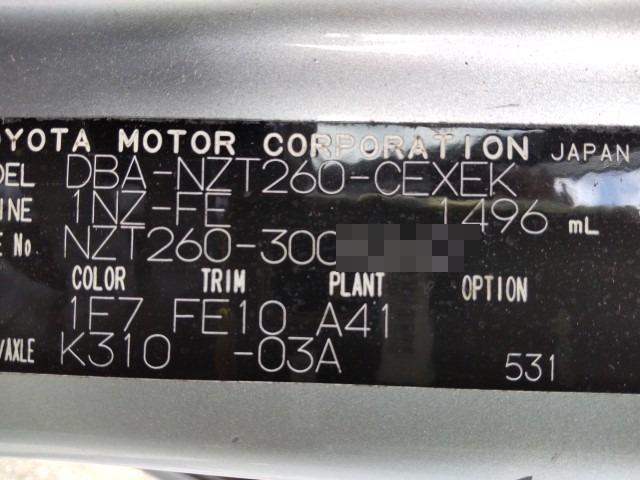 OYOTA MOTOR CORPORATION JAPAN
DEL DBA-NZT260-CEXEK
INE 1NZ-FE 1496 mL
E No NZT260-300
COLOR TRIM PLANT OPTION
1E7 FE10 A41
/AXLE K310 -03A 531